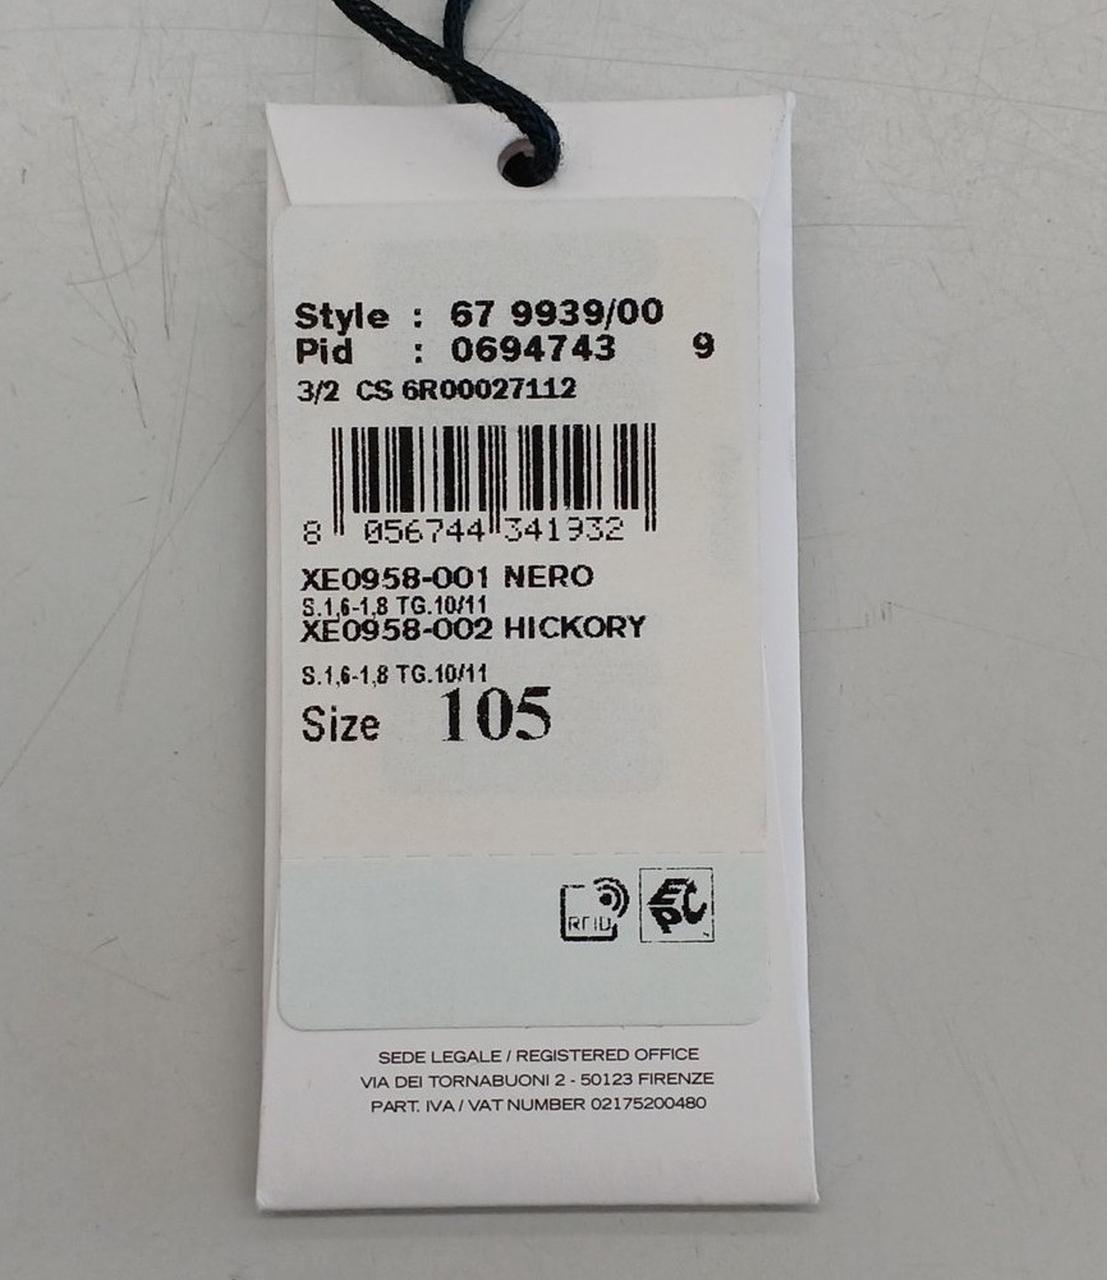 Style : 67 9939/00
Pid : 0694743 9
3/2 CS 6R00027112
8 056744 341932
XE0958-001 NERO
S.1,6-1,8 TG.10/11
XE0958-002 HICKORY
S.1,6-1,8 TG.10/11
Size 105
RFID EPC
SEDE LEGALE / REGISTERED OFFICE
VIA DEI TORNABUONI 2 - 50123 FIRENZE
PART. IVA / VAT NUMBER 02175200480